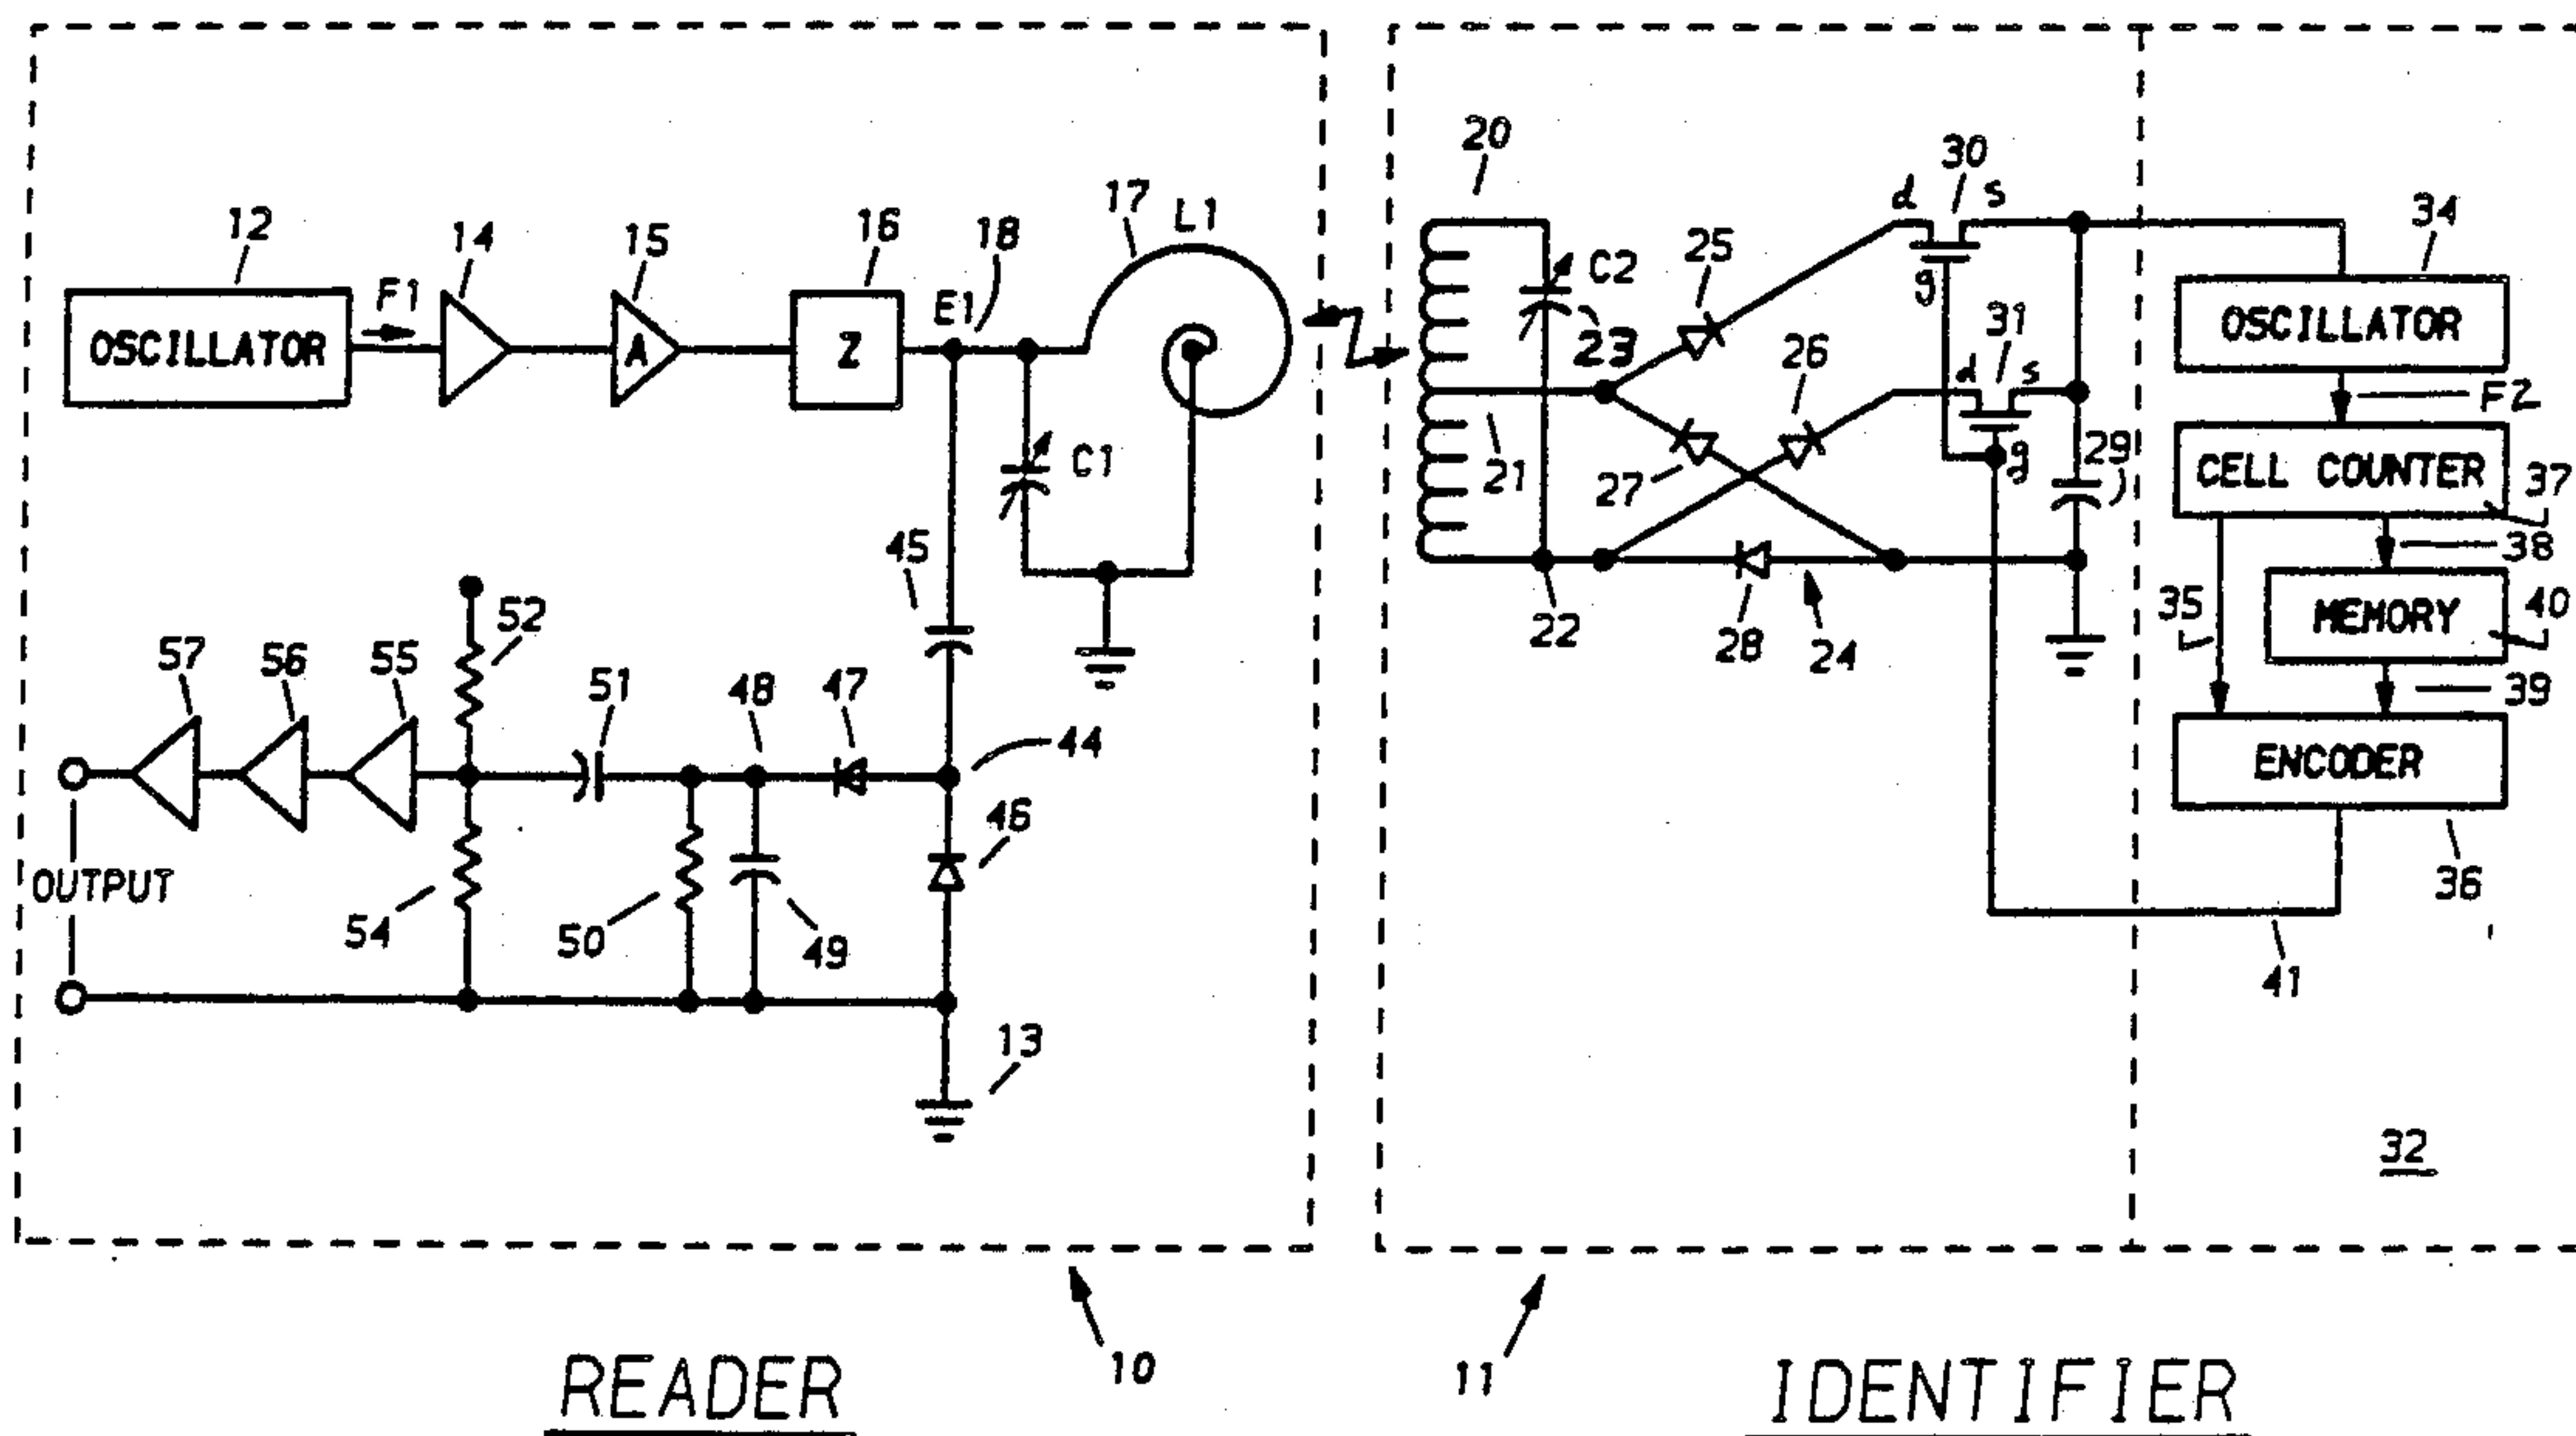 12
OSCILLATOR
F1
14
15
A
16
Z
E1
18
17
L1
C1
45
44
46
47
48
49
50
51
52
54
55
56
57
OUTPUT
13
10
READER
20
21
22
C2
23
25
26
27
28
24
d
30
s
g
d
31
s
g
29
34
OSCILLATOR
F2
CELL COUNTER
37
38
35
MEMORY
40
39
ENCODER
36
41
32
11
IDENTIFIER